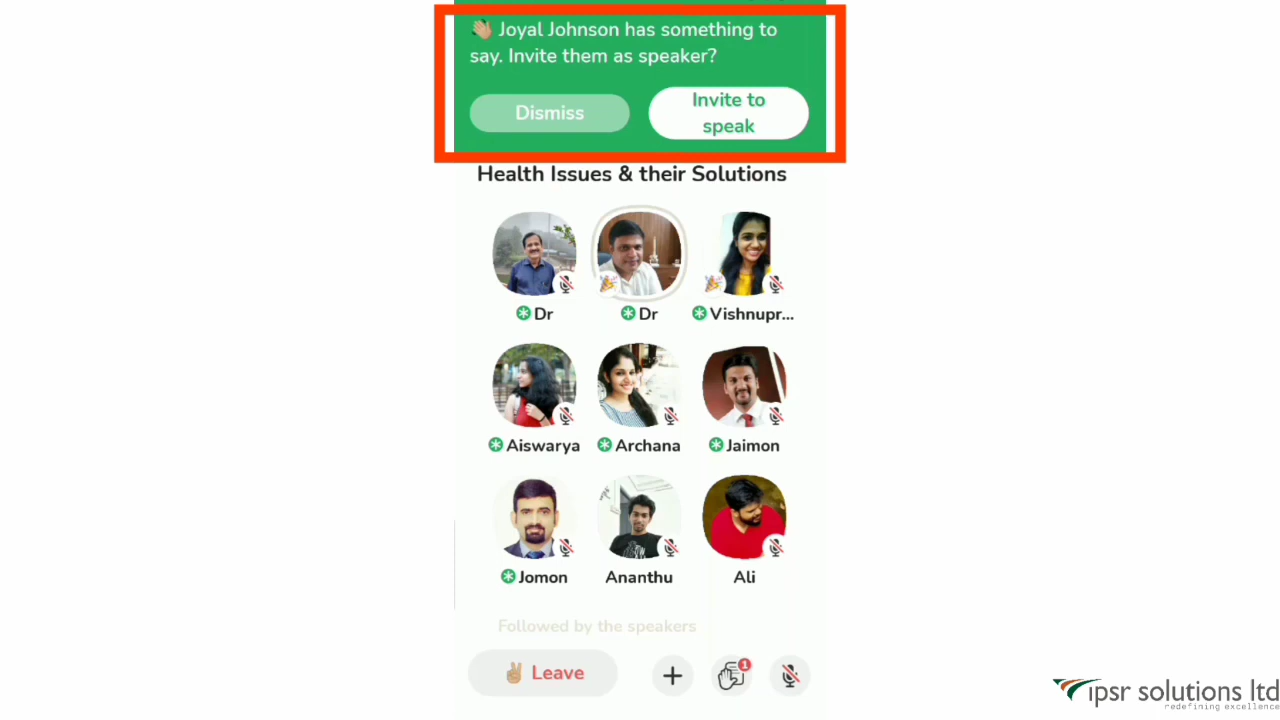 Joyal Johnson has something to
say. Invite them as speaker?
Dismiss
Invite to
speak
Health Issues & their Solutions
Dr
Dr
Vishnupr...
Aiswarya
Archana
Jaimon
Jomon
Ananthu
Ali
Followed by the speakers
Leave
1
ipsr solutions ltd
redefining excellence